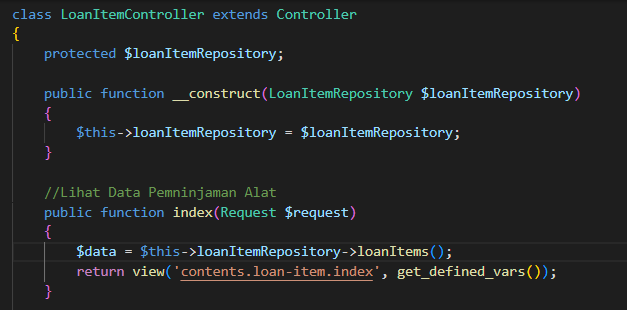 class LoanItemController extends Controller
{
protected $loanItemRepository;
public function __construct(LoanItemRepository $loanItemRepository)
{
$this->loanItemRepository = $loanItemRepository;
}
//Lihat Data Pemninjaman Alat
public function index(Request $request)
{
$data = $this->loanItemRepository->loanItems();
return view('contents.loan-item.index', get_defined_vars());
}